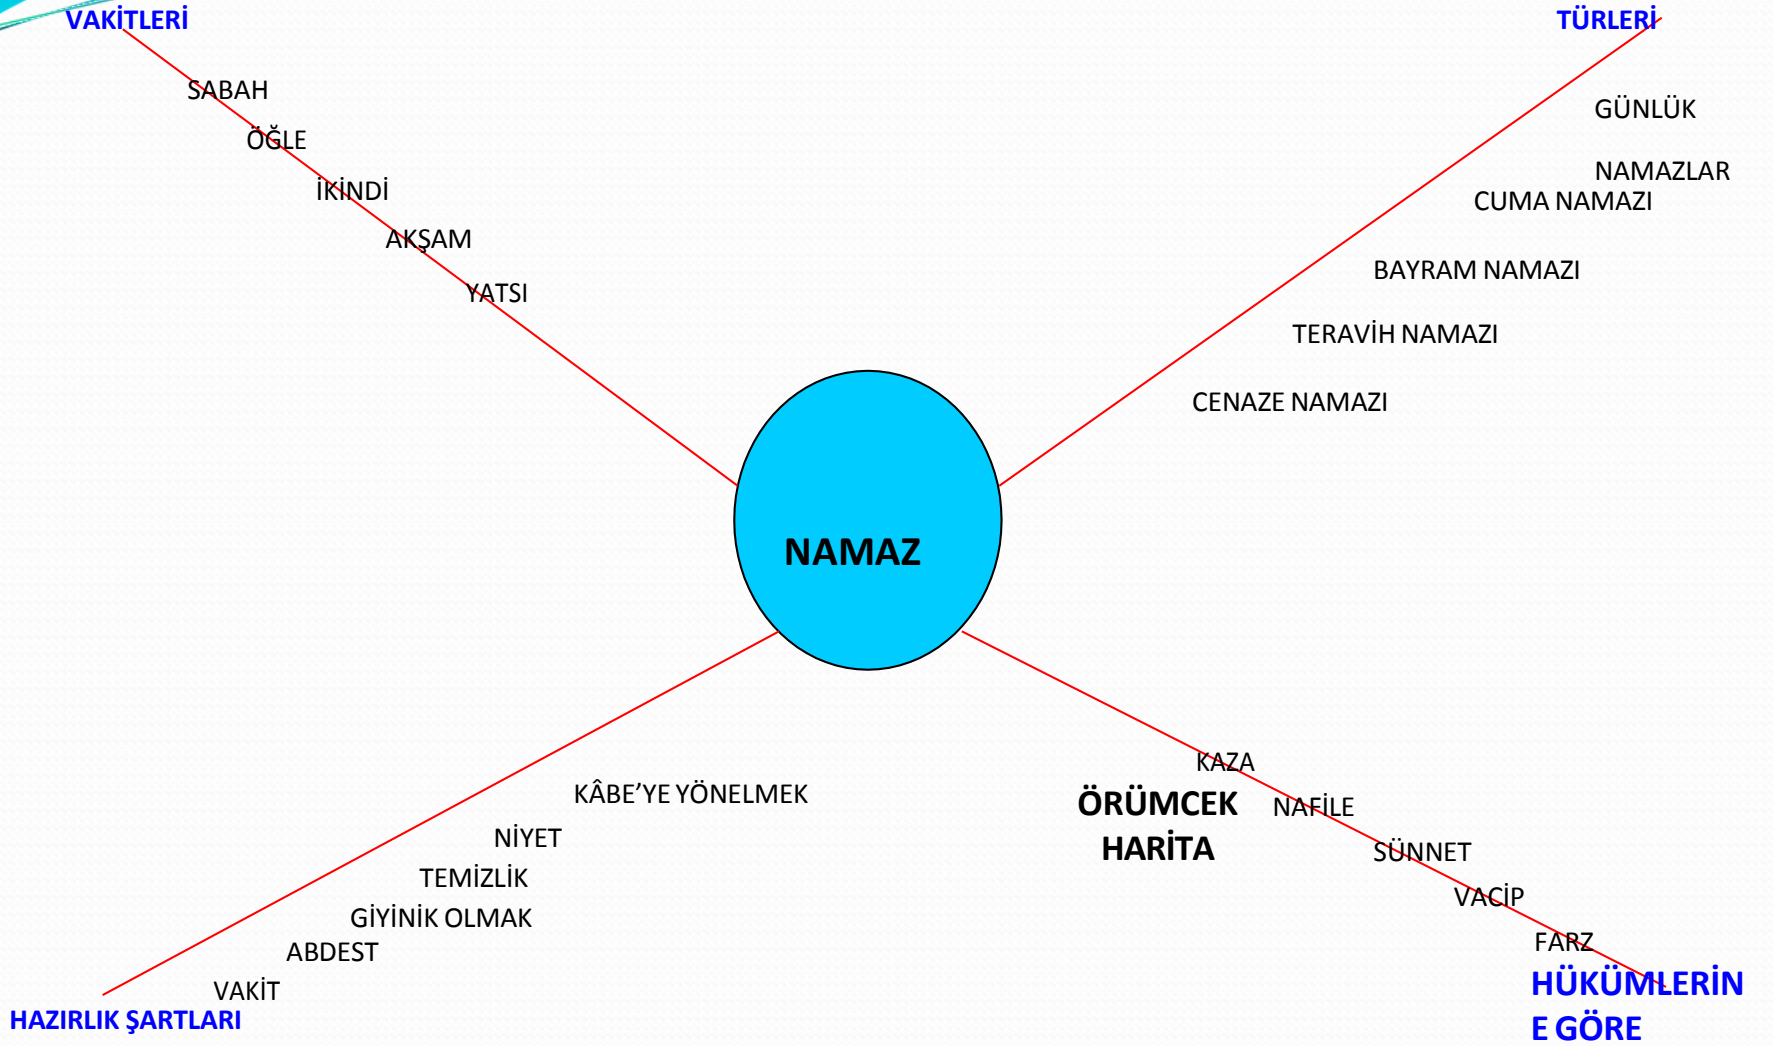 VAKİTLERİ
SABAH
ÖĞLE
İKİNDİ
AKŞAM
YATSI
TÜRLERİ
GÜNLÜK
NAMAZLAR
CUMA NAMAZI
BAYRAM NAMAZI
TERAVİH NAMAZI
CENAZE NAMAZI
NAMAZ
KÂBE’YE YÖNELMEK
NİYET
TEMİZLİK
GİYİNİK OLMAK
ABDEST
VAKİT
HAZIRLIK ŞARTLARI
ÖRÜMCEK
HARİTA
KAZA
NAFİLE
SÜNNET
VACİP
FARZ
HÜKÜMLERİN
E GÖRE